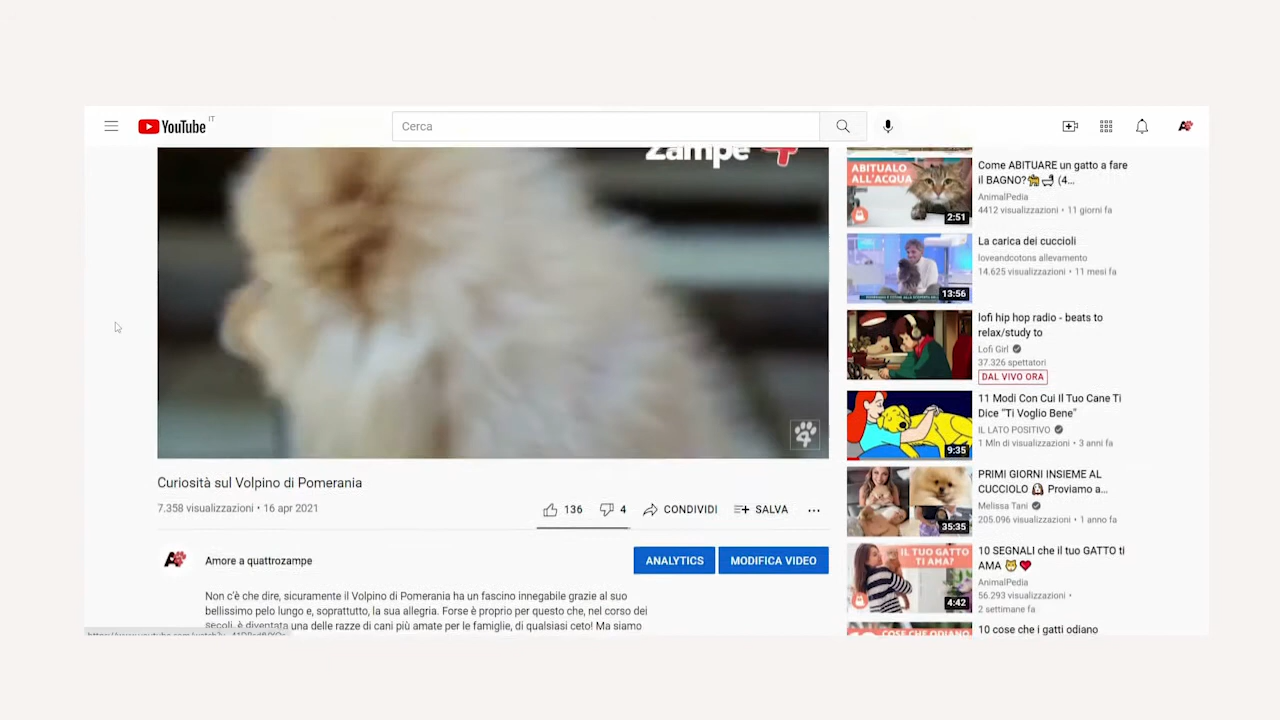 YouTube IT
Cerca
Zampe
4
Curiosità sul Volpino di Pomerania
7.358 visualizzazioni • 16 apr 2021
136
4
CONDIVIDI
SALVA
Amore a quattrozampe
ANALYTICS
MODIFICA VIDEO
Non c'è che dire, sicuramente il Volpino di Pomerania ha un fascino innegabile grazie al suo
bellissimo pelo lungo e, soprattutto, la sua allegria. Forse è proprio per questo che, nel corso dei
secoli, è diventata una delle razze di cani più amate per le famiglie, di qualsiasi ceto! Ma siamo
ABITUALO
ALL'ACQUA
2:51
Come ABITUARE un gatto a fare
il BAGNO?🐈🛁 (4...
AnimalPedia
4412 visualizzazioni • 11 giorni fa
13:56
La carica dei cuccioli
loveandcotons allevamento
14.625 visualizzazioni • 11 mesi fa
lofi hip hop radio - beats to
relax/study to
Lofi Girl
37.326 spettatori
DAL VIVO ORA
9:35
11 Modi Con Cui Il Tuo Cane Ti
Dice "Ti Voglio Bene"
IL LATO POSITIVO
1 Mln di visualizzazioni • 3 anni fa
35:35
PRIMI GIORNI INSIEME AL
CUCCIOLO 🐶 Proviamo a...
Melissa Tani
205.096 visualizzazioni • 1 anno fa
IL TUO GATTO
TI AMA?
4:42
10 SEGNALI che il tuo GATTO ti
AMA 😺❤️
AnimalPedia
56.293 visualizzazioni •
2 settimane fa
COSE CHE ODIANO
10 cose che i gatti odiano